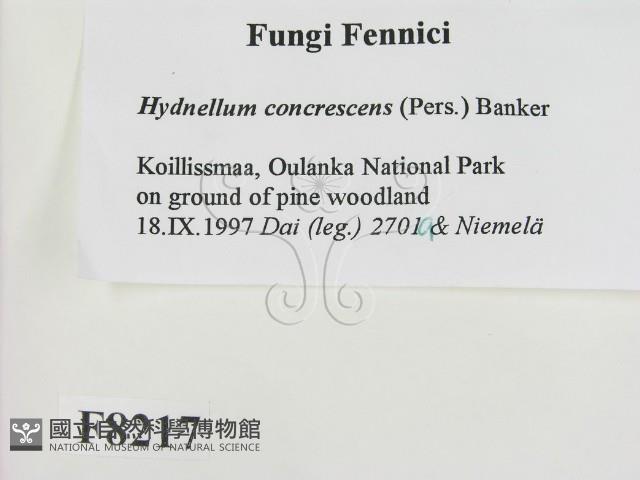 Fungi Fennici
Hydnellum concrescens (Pers.) Banker
Koillissmaa, Oulanka National Park
on ground of pine woodland
18.IX.1997 Dai (leg.) 2701a & Niemelä
F8217
國立自然科學博物館
NATIONAL MUSEUM OF NATURAL SCIENCE